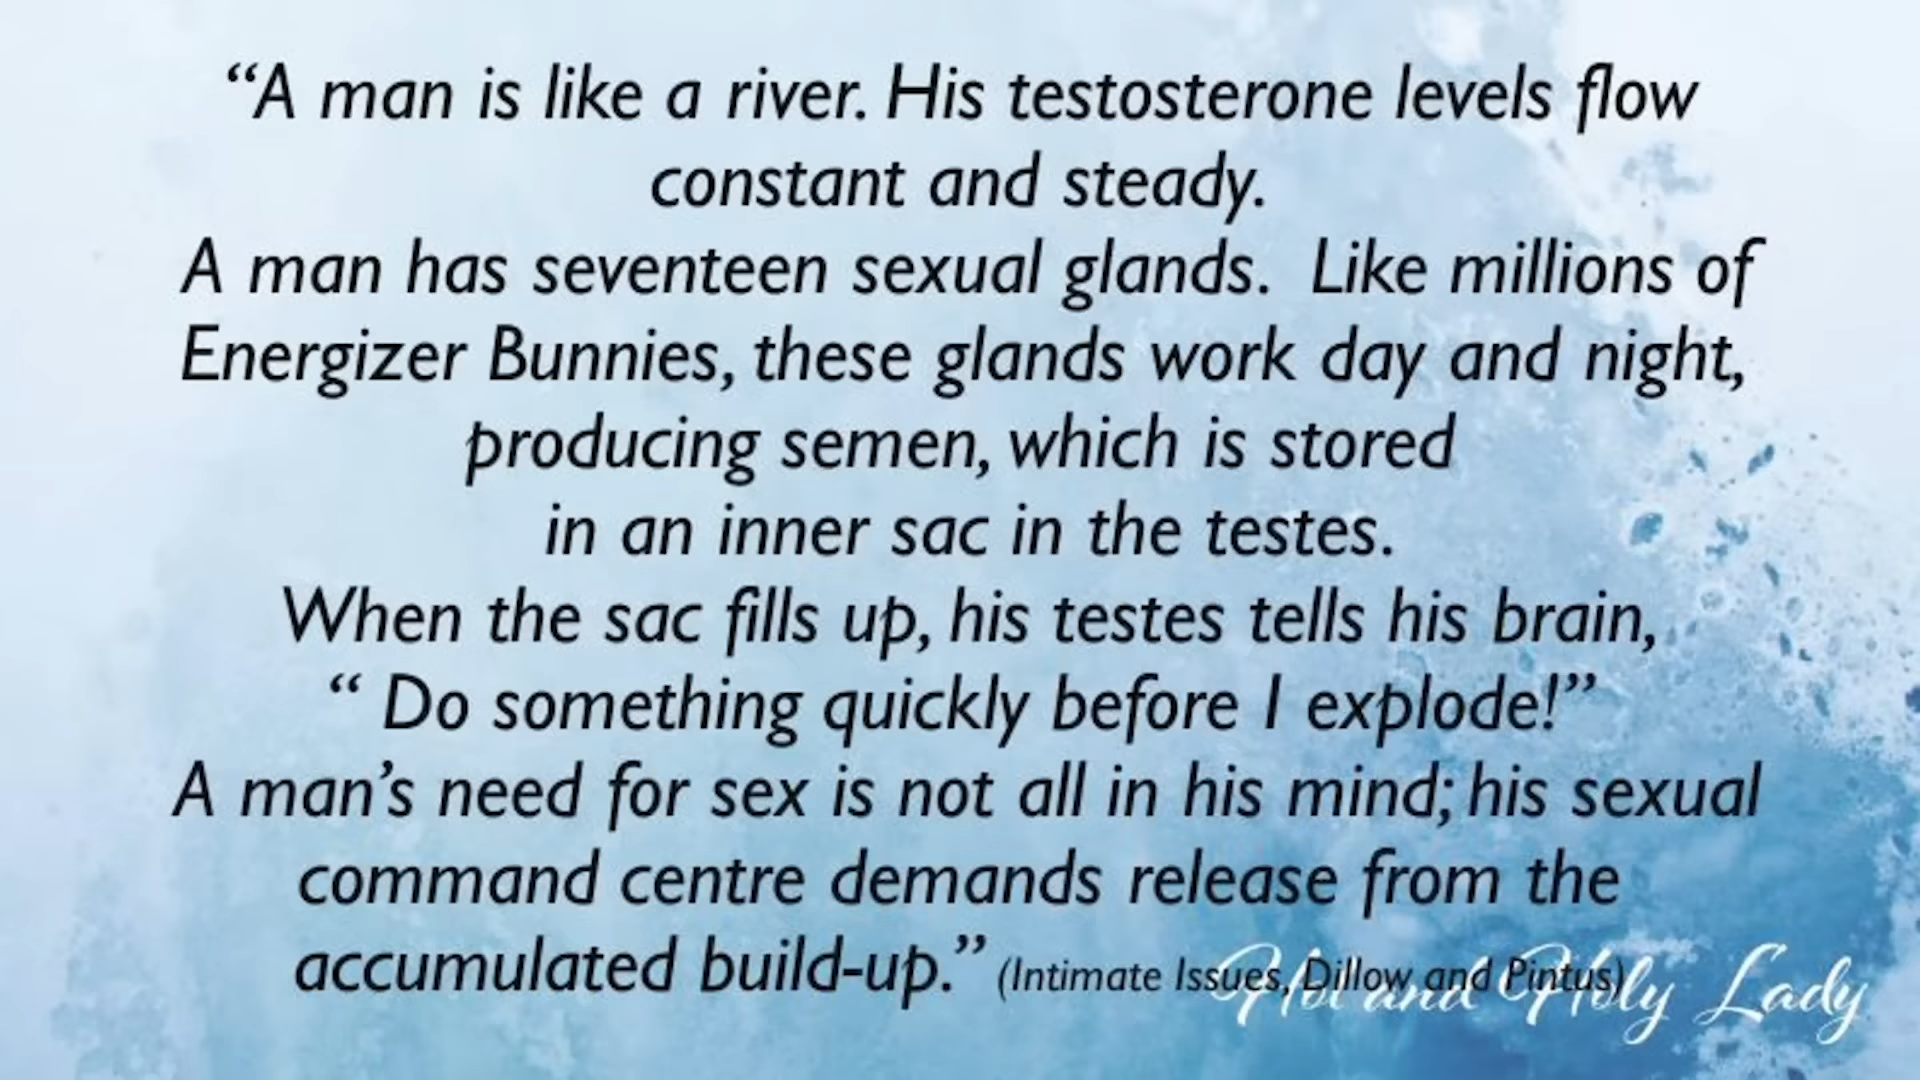 “A man is like a river. His testosterone levels flow
constant and steady.
A man has seventeen sexual glands. Like millions of
Energizer Bunnies, these glands work day and night,
producing semen, which is stored
in an inner sac in the testes.
When the sac fills up, his testes tells his brain,
“ Do something quickly before I explode!”
A man’s need for sex is not all in his mind; his sexual
command centre demands release from the
accumulated build-up.” (Intimate Issues, Dillow and Pintus)
Hot and Holy Lady